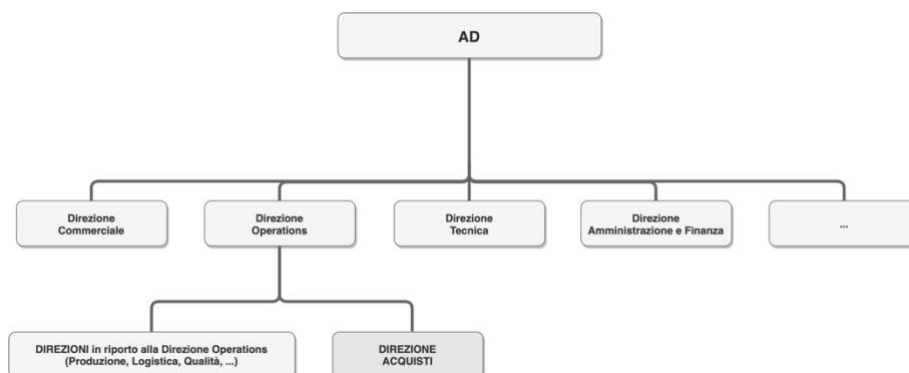 AD
Direzione
Commerciale
Direzione
Operations
Direzione
Tecnica
Direzione
Amministrazione e Finanza
...
DIREZIONI in riporto alla Direzione Operations
(Produzione, Logistica, Qualità, ...)
DIREZIONE
ACQUISTI